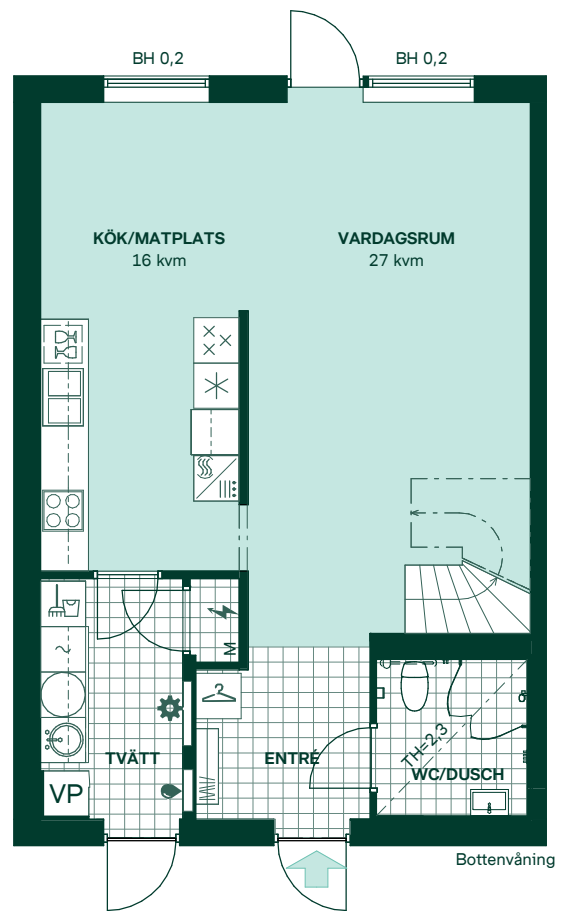 BH 0,2
BH 0,2
KÖK/MATPLATS
16 kvm
VARDAGSRUM
27 kvm
M
TVÄTT
ENTRÉ
TH=2,3
WC/DUSCH
VP
Bottenvåning